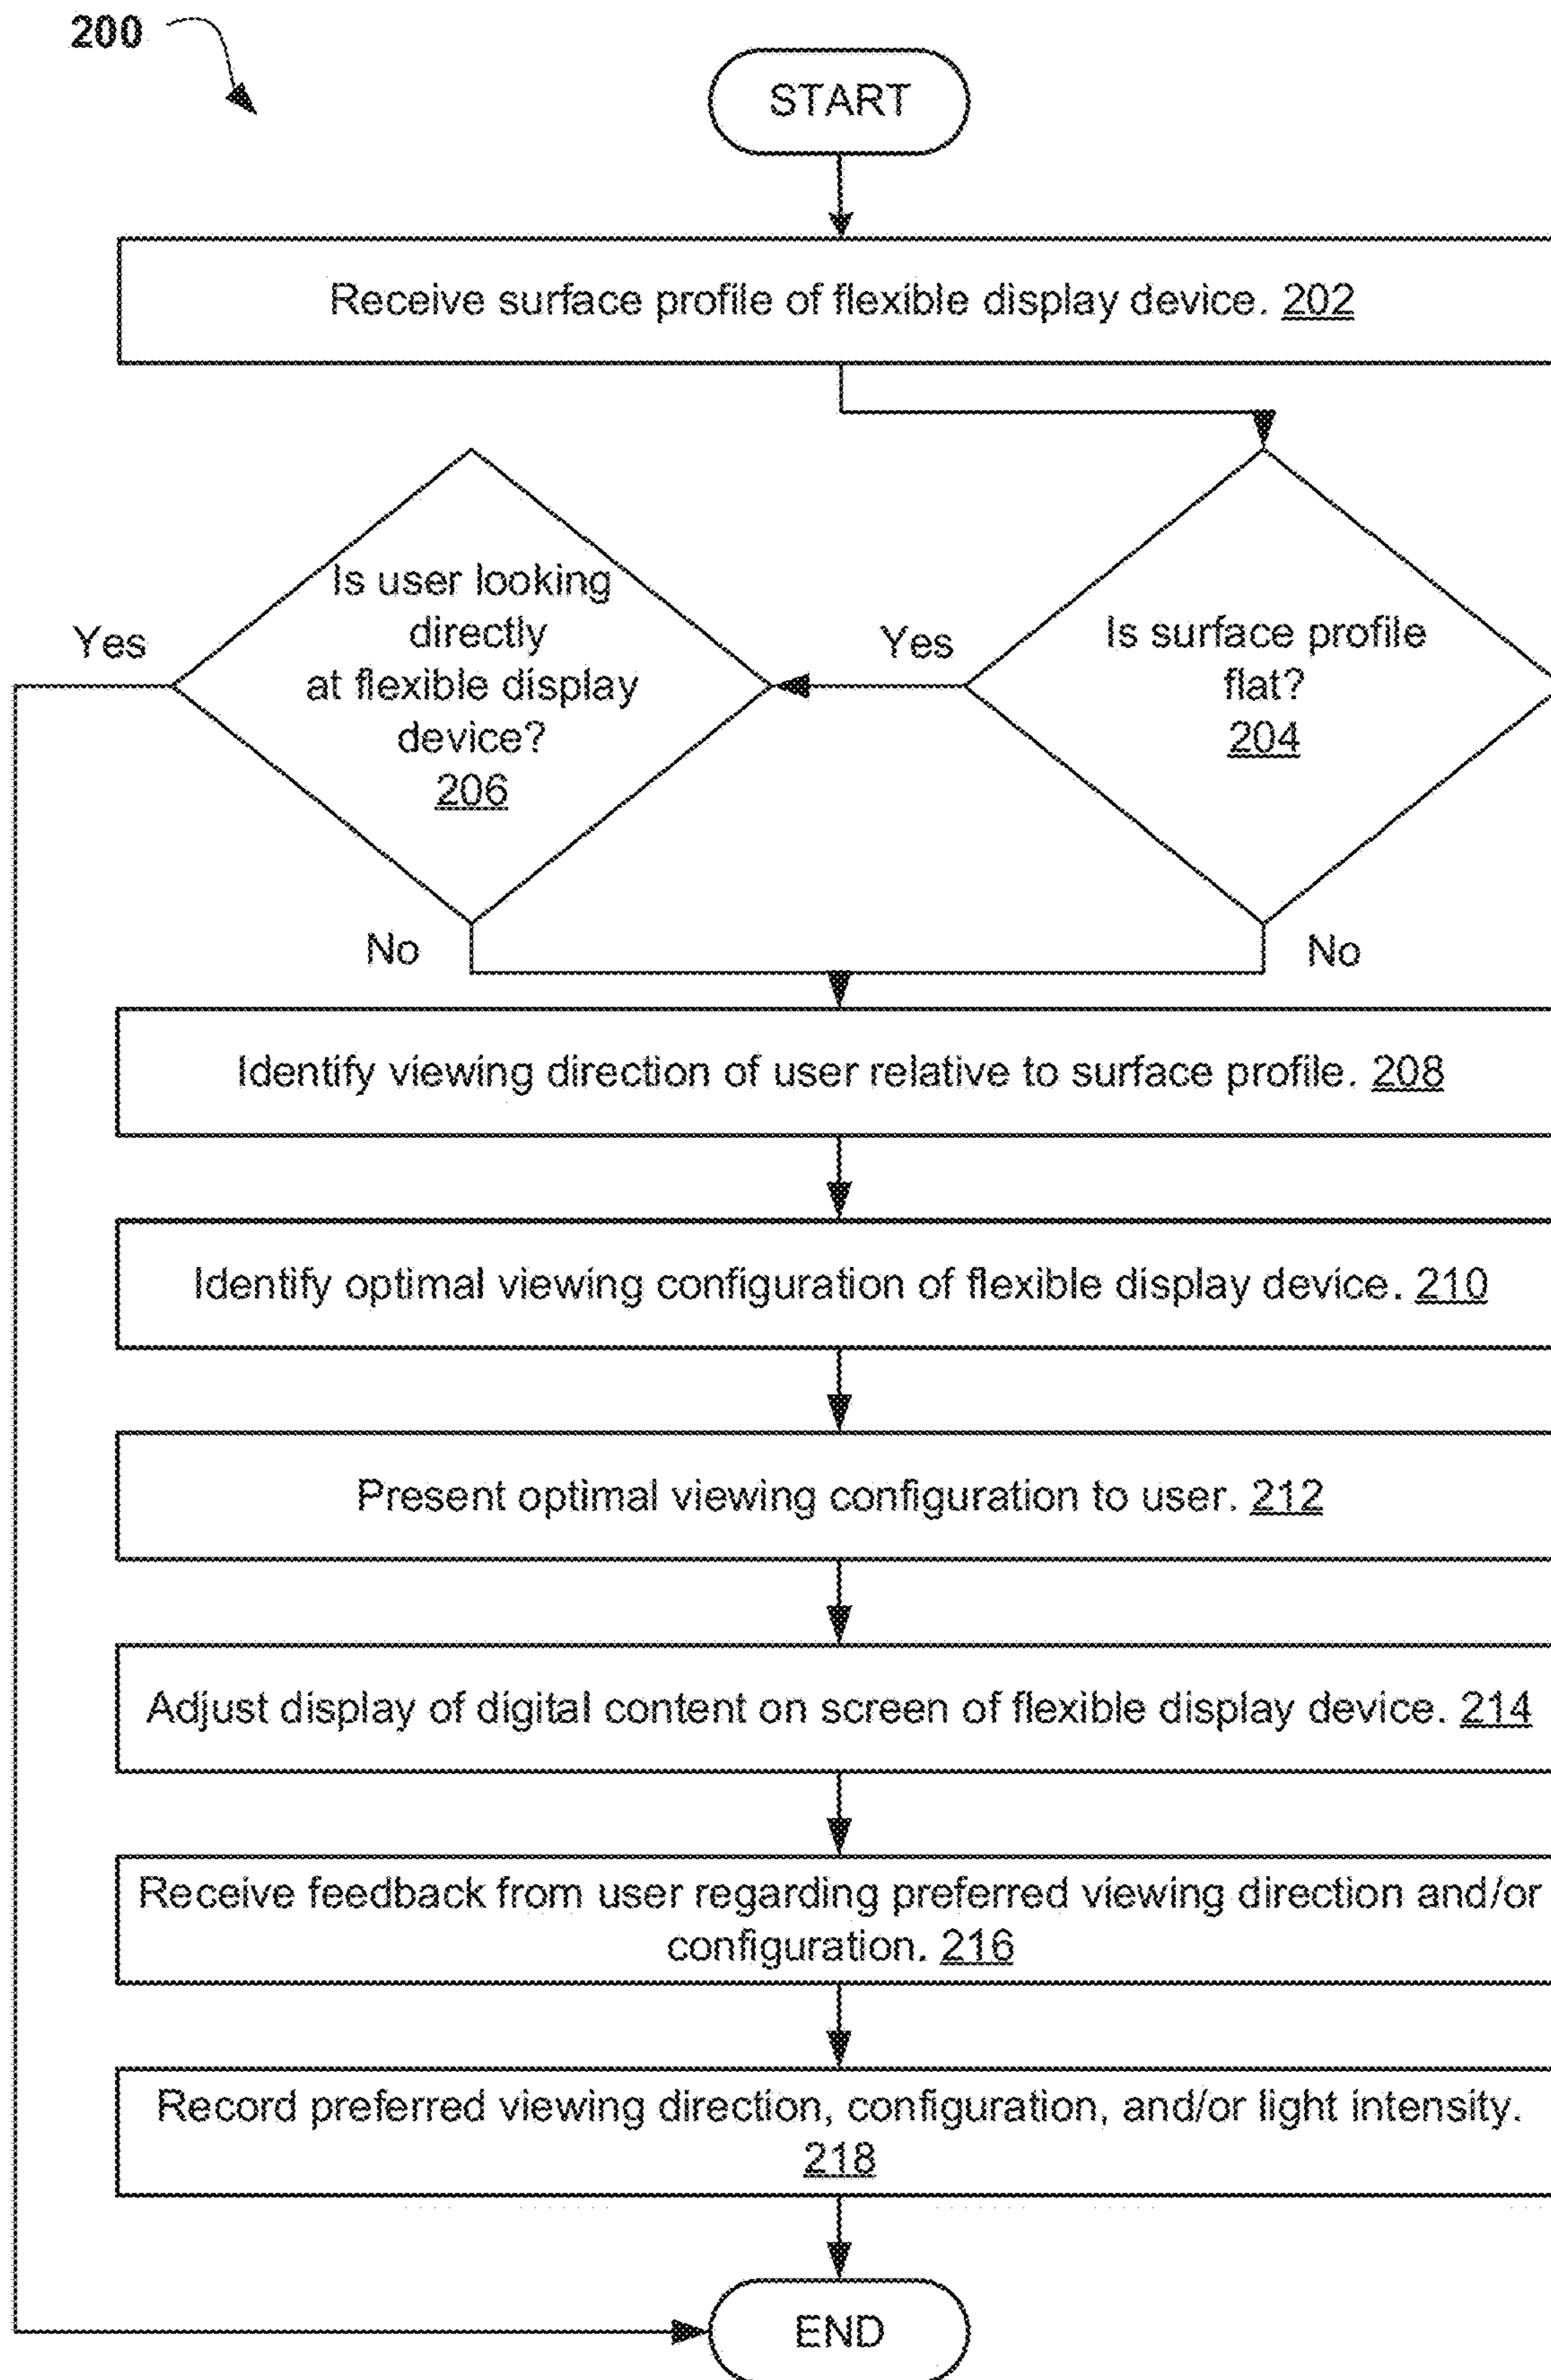 200
START
Receive surface profile of flexible display device. 202
Is user looking
directly
at flexible display
device?
206
Yes
Yes
Is surface profile
flat?
204
No
No
Identify viewing direction of user relative to surface profile. 208
Identify optimal viewing configuration of flexible display device. 210
Present optimal viewing configuration to user. 212
Adjust display of digital content on screen of flexible display device. 214
Receive feedback from user regarding preferred viewing direction and/or
configuration. 216
Record preferred viewing direction, configuration, and/or light intensity.
218
END